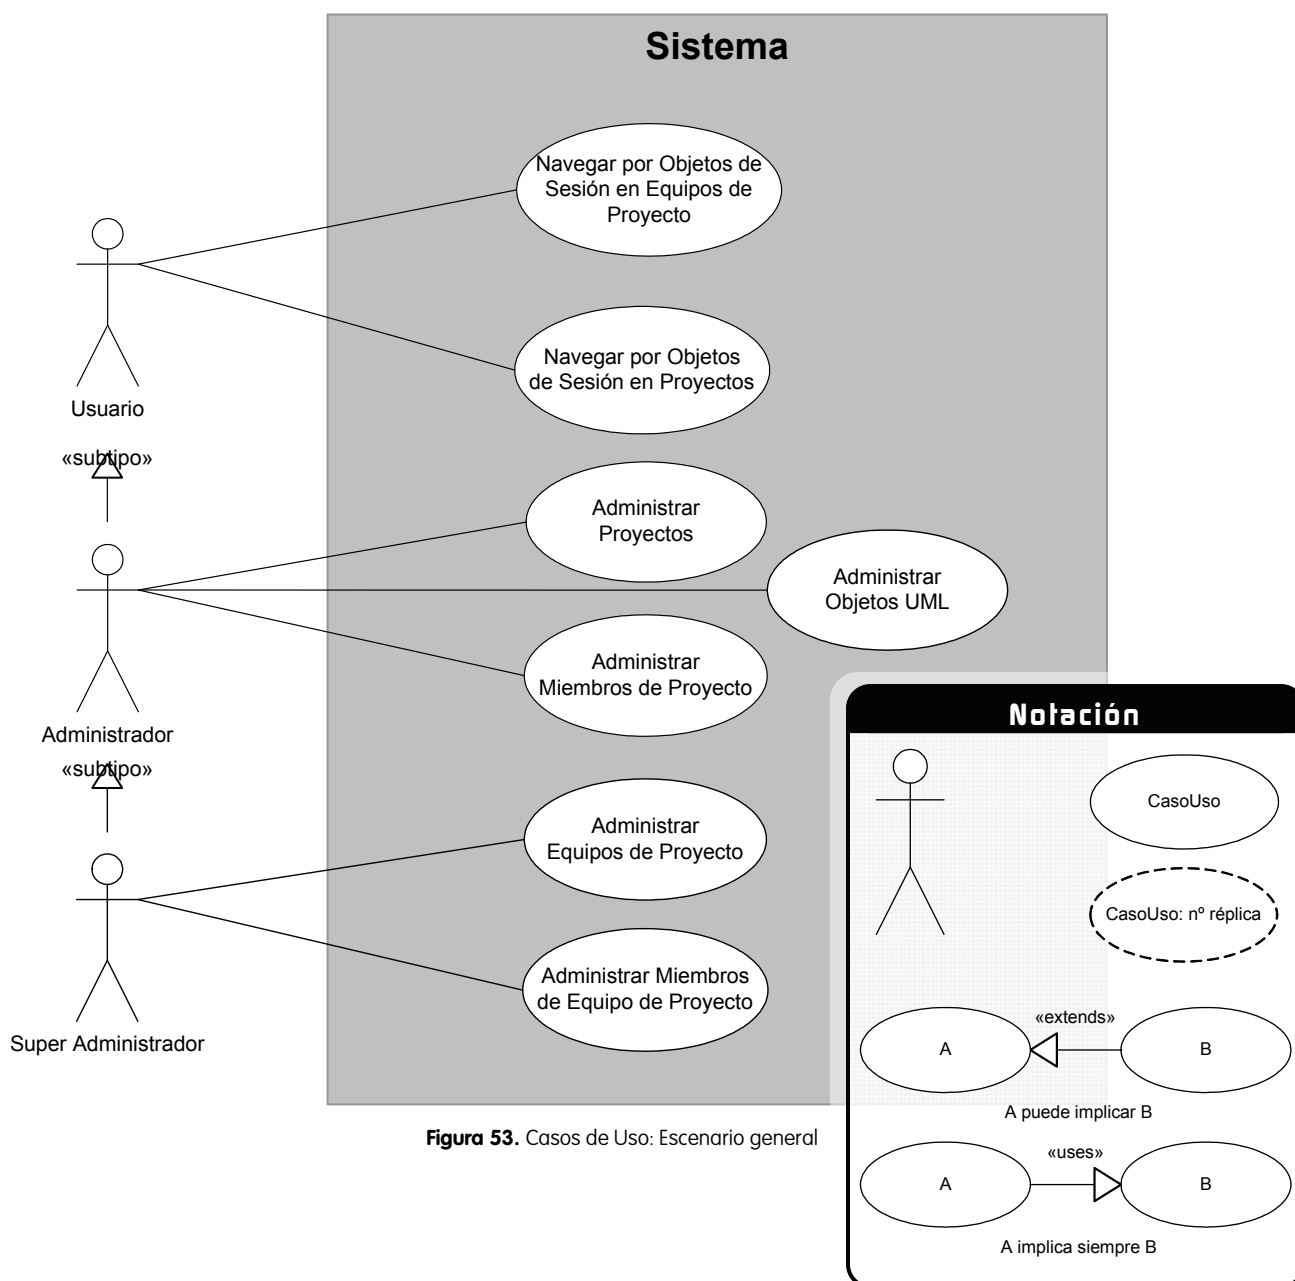 Sistema
Navegar por Objetos de
Sesión en Equipos de
Proyecto
Usuario
Navegar por Objetos
de Sesión en Proyectos
«subtipo»
Administrar
Proyectos
Administrar
Objetos UML
Administrador
Administrar
Miembros de Proyecto
«subtipo»
Administrar
Equipos de Proyecto
Super Administrador
Administrar Miembros
de Equipo de Proyecto
Figura 53. Casos de Uso: Escenario general
Notación
CasoUso
CasoUso: nº réplica
«extends»
A
B
A puede implicar B
«uses»
A
B
A implica siempre B